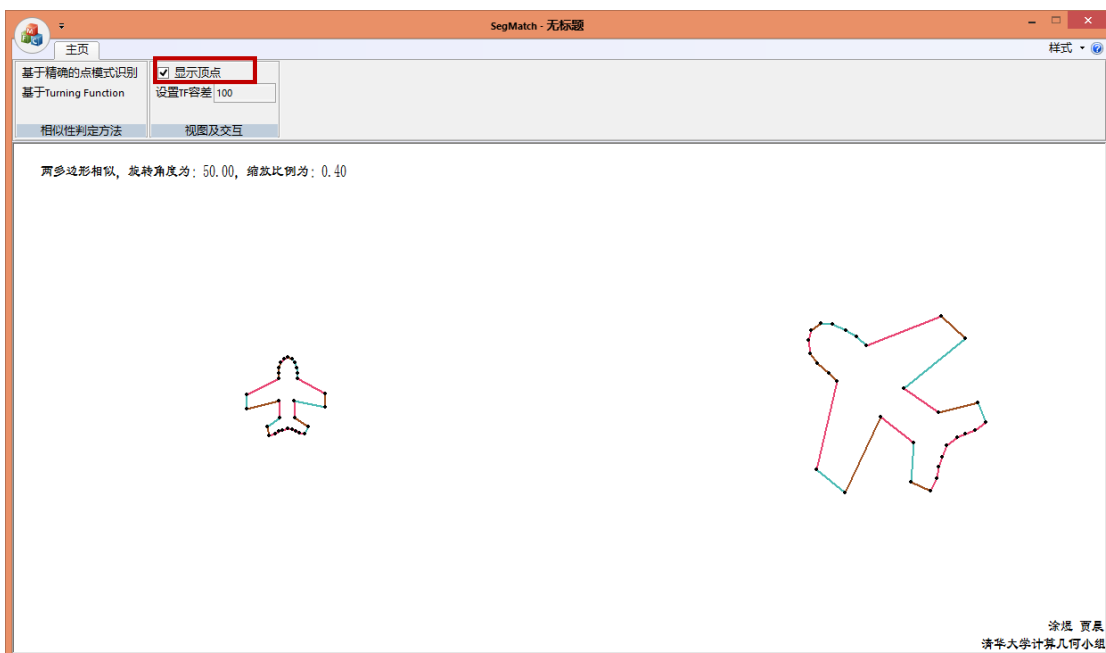 SegMatch - 无标题
主页
样式
基于精确的点模式识别
显示顶点
基于Turning Function
设置TF容差 100
相似性判定方法
视图及交互
两多边形相似，旋转角度为：50.00，缩放比例为：0.40
涂煜 贾晨
清华大学计算几何小组